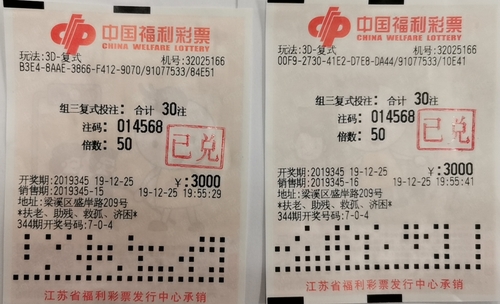 中国福利彩票
CHINA WELFARE LOTTERY
玩法:3D-复式 机号:32025166
B3E4-8AAE-3866-F412-9070/91077533/84E51
组三复式投注: 合计 30注
注码: 014568
倍数: 50
已兑
开奖期:2019345 19-12-25 ¥:3000
销售期:2019345-15 19-12-25 19:55:29
地址:梁溪区盛岸路209号
*扶老、助残、救孤、济困*
344期开奖号码:7-0-4
江苏省福利彩票发行中心承销
中国福利彩票
CHINA WELFARE LOTTERY
玩法:3D-复式 机号:32025166
00F9-2730-41E2-D7E8-DA44/91077533/10E41
组三复式投注: 合计 30注
注码: 014568
倍数: 50
已兑
开奖期:2019345 19-12-25 ¥:3000
销售期:2019345-16 19-12-25 19:55:41
地址:梁溪区盛岸路209号
*扶老、助残、救孤、济困*
344期开奖号码:7-0-4
江苏省福利彩票发行中心承销